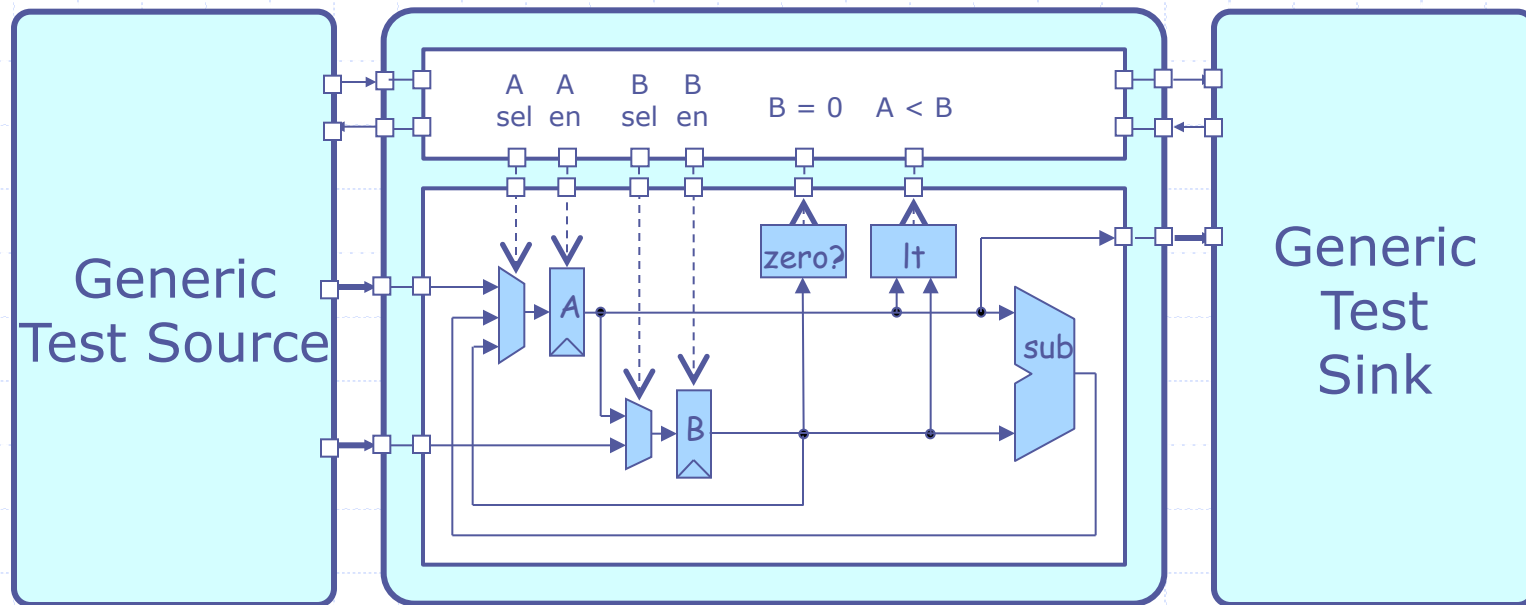 Generic
Test Source
A A B B
sel en sel en
B = 0 A < B
zero? lt
A
sub
B
Generic
Test
Sink